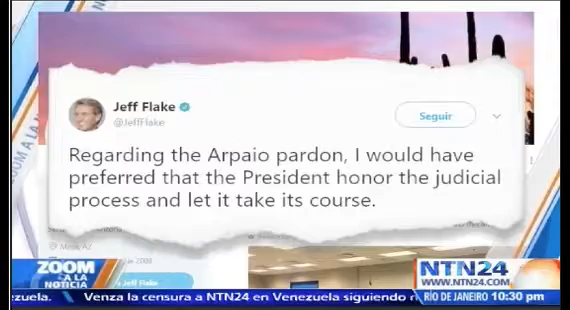 Jeff Flake
@JeffFlake
Seguir
Regarding the Arpaio pardon, I would have
preferred that the President honor the judicial
process and let it take its course.
ZOOM
A LA
NOTICIA
Jeff Flake
NTN24
WWW.NTN24.COM
zuela. Venza la censura a NTN24 en Venezuela siguiendo
RIO DE JANEIRO 10:30 pm